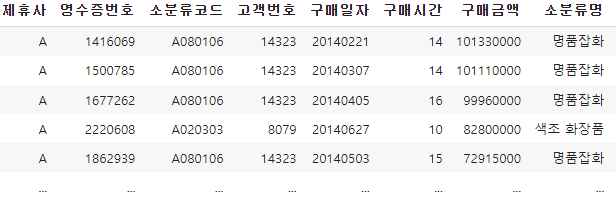 제휴사 영수증번호 소분류코드 고객번호 구매일자 구매시간 구매금액 소분류명
A 1416069 A080106 14323 20140221 14 101330000 명품잡화
A 1500785 A080106 14323 20140307 14 101110000 명품잡화
A 1677262 A080106 14323 20140405 16 99960000 명품잡화
A 2220608 A020303 8079 20140627 10 82800000 색조 화장품
A 1862939 A080106 14323 20140503 15 72915000 명품잡화
... ... ... ... ... ... ... ...